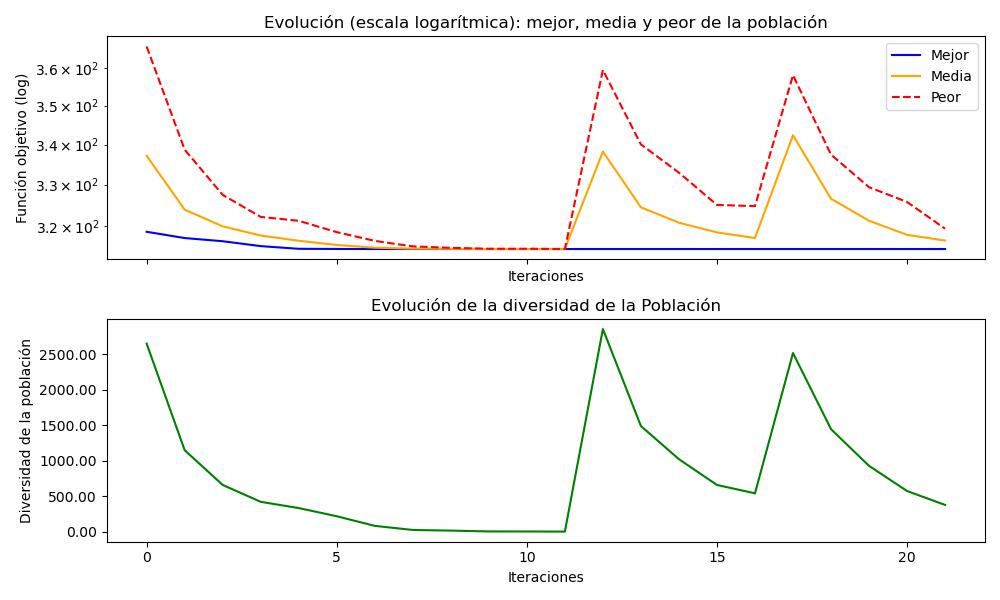 Evolución (escala logarítmica): mejor, media y peor de la población
Función objetivo (log)
3.6 × 10²
3.5 × 10²
3.4 × 10²
3.3 × 10²
3.2 × 10²
Mejor
Media
Peor
Iteraciones
Evolución de la diversidad de la Población
Diversidad de la población
2500.00
2000.00
1500.00
1000.00
500.00
0.00
0 5 10 15 20
Iteraciones